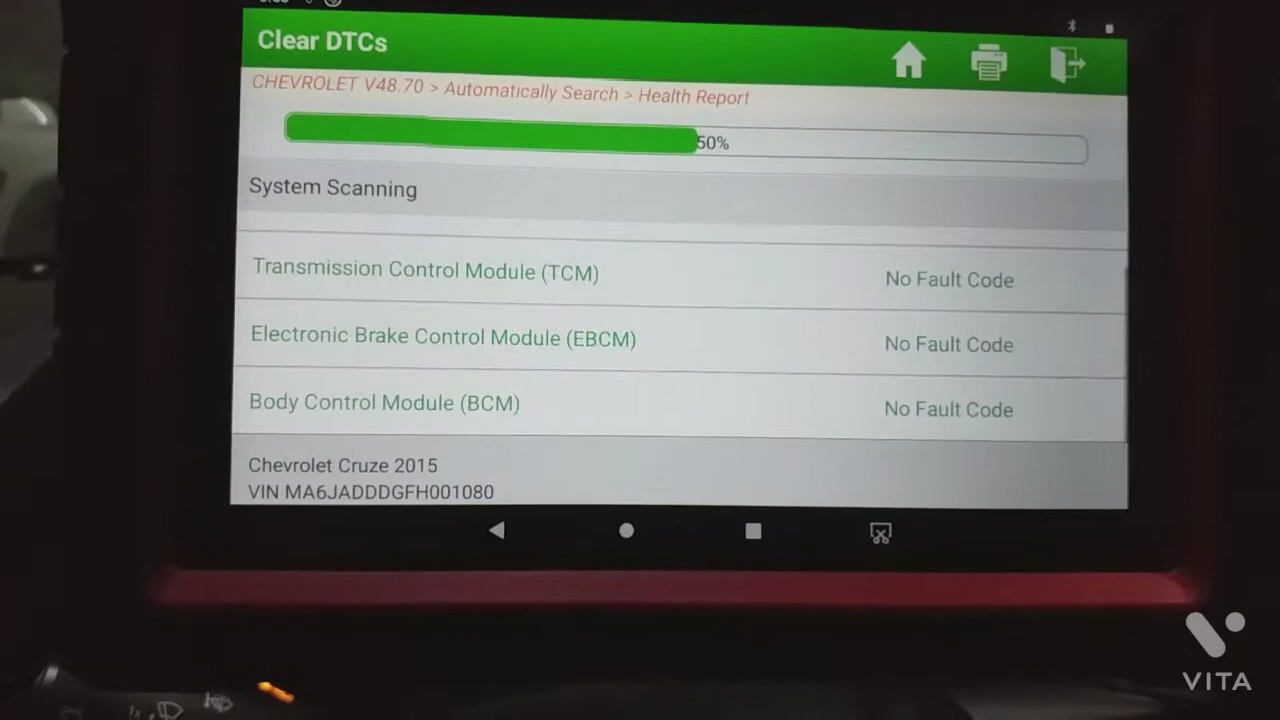 Clear DTCs
CHEVROLET V48.70 > Automatically Search > Health Report
50%
System Scanning
Transmission Control Module (TCM) No Fault Code
Electronic Brake Control Module (EBCM) No Fault Code
Body Control Module (BCM) No Fault Code
Chevrolet Cruze 2015
VIN MA6JADDDGFH001080
VITA